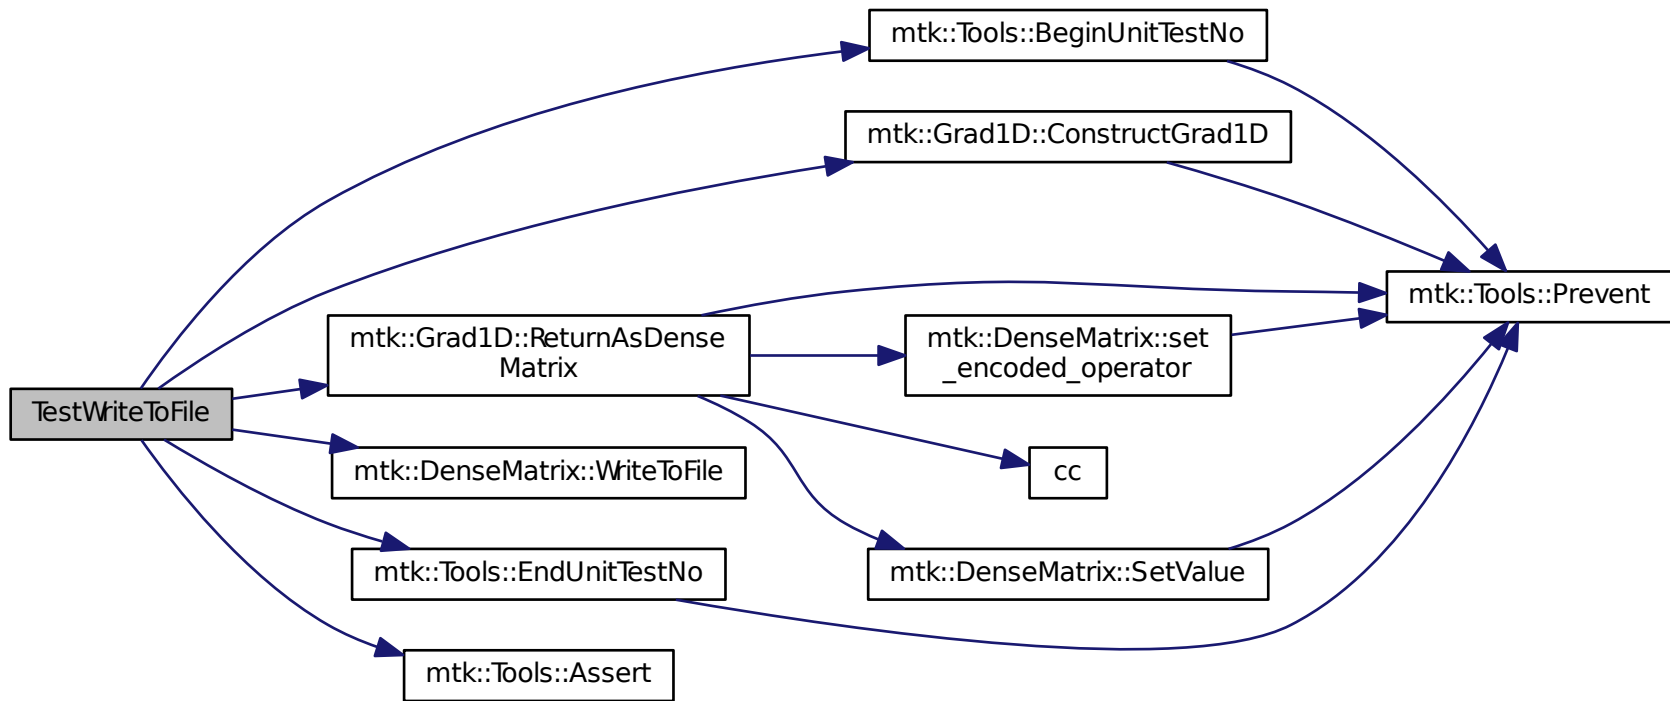 mtk::Tools::BeginUnitTestNo
mtk::Grad1D::ConstructGrad1D
mtk::Tools::Prevent
mtk::Grad1D::ReturnAsDense
Matrix
mtk::DenseMatrix::set
_encoded_operator
TestWriteToFile
mtk::DenseMatrix::WriteToFile
cc
mtk::Tools::EndUnitTestNo
mtk::DenseMatrix::SetValue
mtk::Tools::Assert